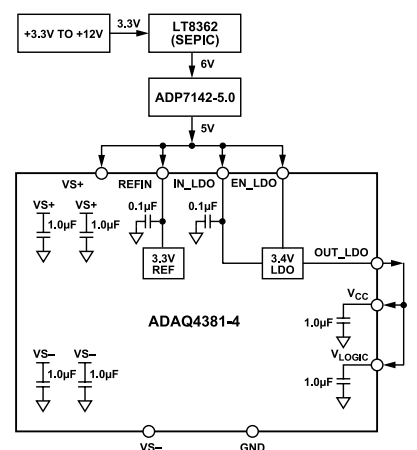 +3.3V TO +12V
3.3V
LT8362
(SEPIC)
6V
ADP7142-5.0
5V
VS+
REFIN
IN_LDO
EN_LDO
VS+
VS+
1.0µF
1.0µF
0.1µF
0.1µF
3.3V
REF
3.4V
LDO
OUT_LDO
VCC
1.0µF
ADAQ4381-4
VLOGIC
1.0µF
VS–
VS–
1.0µF
1.0µF
VS–
GND